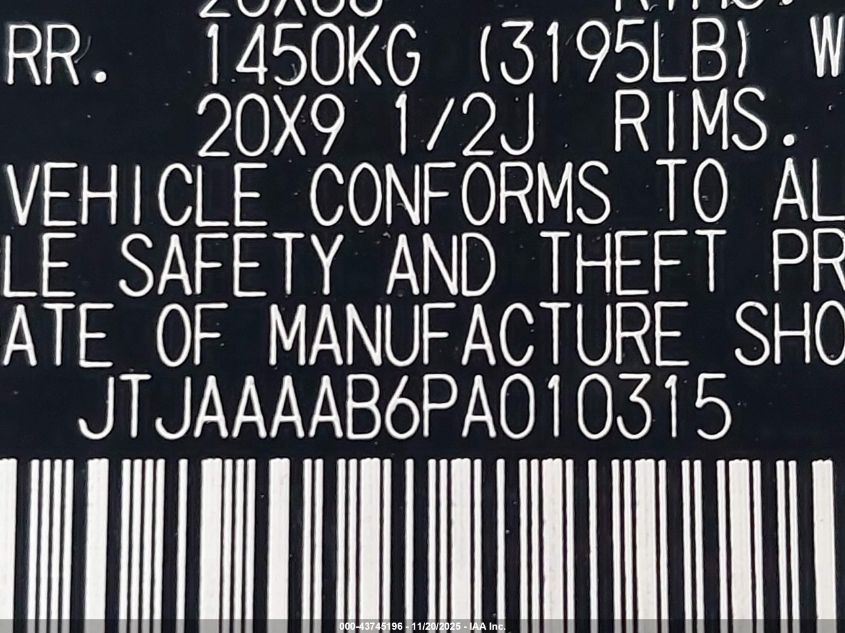 RR. 1450KG (3195LB) W
20X9 1/2J RIMS.
VEHICLE CONFORMS TO AL
LE SAFETY AND THEFT PR
ATE OF MANUFACTURE SHO
JTJAAAAB6PA010315
000-43745196 - 11/20/2025 - IAA Inc.